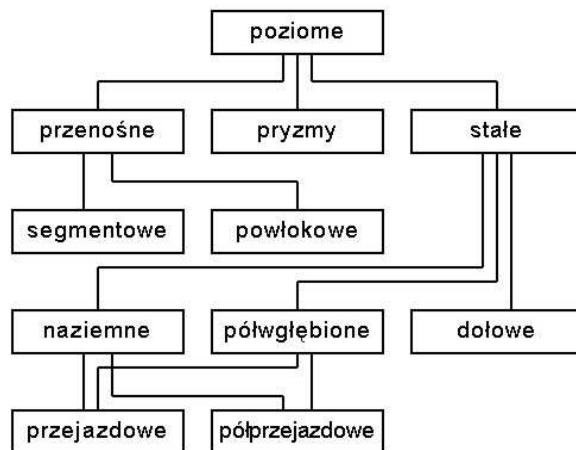 poziome
przenośne
pryzmy
stałe
segmentowe
powłokowe
naziemne
półwgłębione
dołowe
przejazdowe
półprzejazdowe